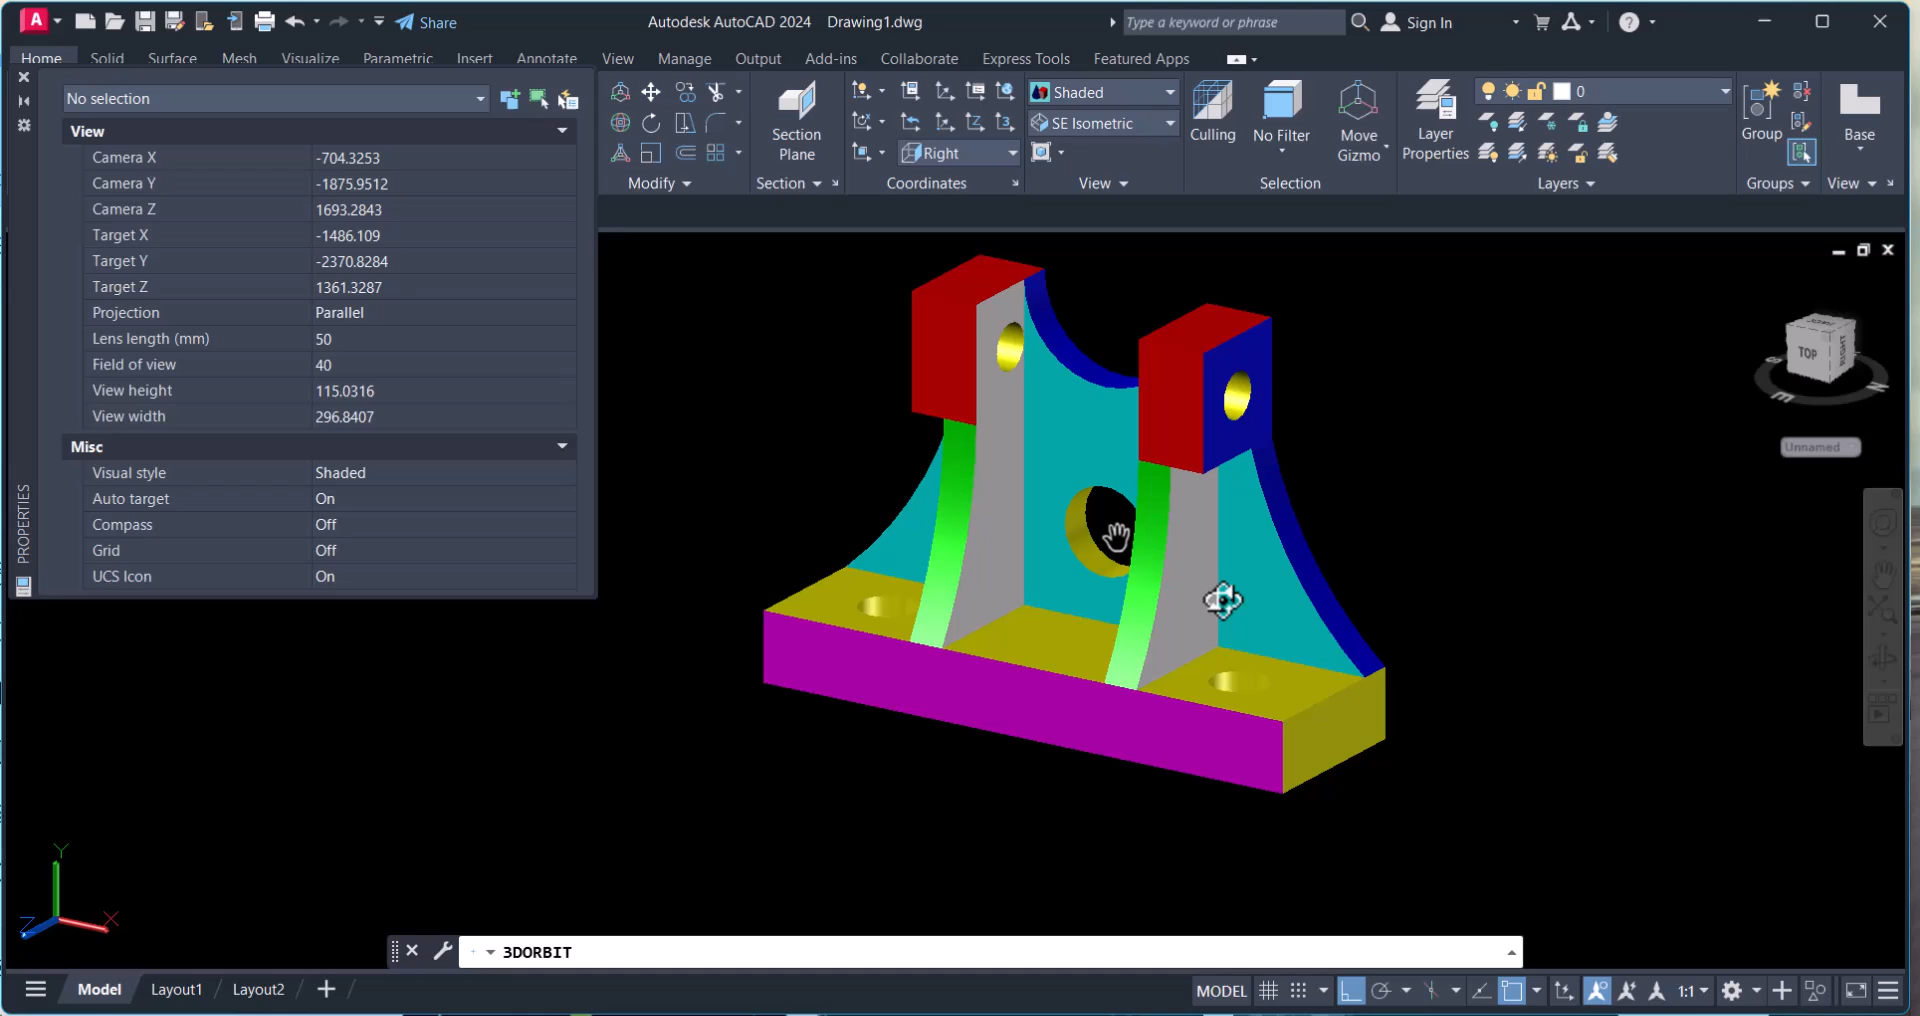 A Share Autodesk AutoCAD 2024 Drawing1.dwg Type a keyword or phrase Sign In
Home Solid Surface Mesh Visualize Parametric Insert Annotate View Manage Output Add-ins Collaborate Express Tools Featured Apps
No selection
View
Camera X -704.3253
Camera Y -1875.9512
Camera Z 1693.2843
Target X -1486.109
Target Y -2370.8284
Target Z 1361.3287
Projection Parallel
Lens length (mm) 50
Field of view 40
View height 115.0316
View width 296.8407
Misc
Visual style Shaded
Auto target On
Compass Off
Grid Off
UCS Icon On
PROPERTIES
Modify
Section
Plane
Section
Right
Coordinates
Shaded
SE Isometric
View
Culling
No Filter
Move
Gizmo
Selection
Layer
Properties
0
Layers
Group
Groups
Base
View
TOP
RIGHT
S
E
N
Unnamed
Y
X
Z
3DORBIT
Model Layout1 Layout2
MODEL 1:1